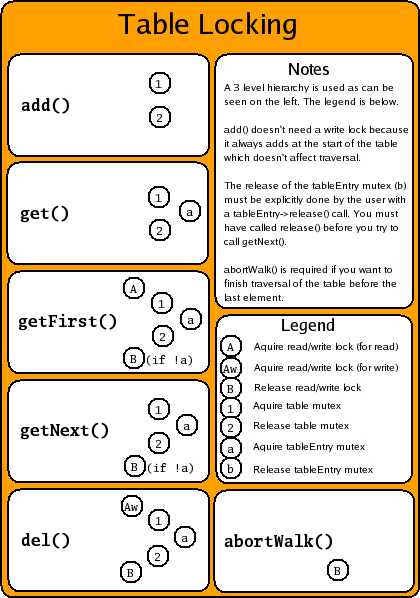 Table Locking
add()
1
2
get()
1
a
2
getFirst()
A
1
a
2
B (if !a)
getNext()
1
a
2
B (if !a)
del()
Aw
1
a
2
B
Notes
A 3 level hierarchy is used as can be
seen on the left. The legend is below.
add() doesn't need a write lock because
it always adds at the start of the table
which doesn't affect traversal.
The release of the tableEntry mutex (b)
must be explicitly done by the user with
a tableEntry->release() call. You must
have called release() before you try to
call getNext().
abortWalk() is required if you want to
finish traversal of the table before the
last element.
Legend
A Aquire read/write lock (for read)
Aw Aquire read/write lock (for write)
B Release read/write lock
1 Aquire table mutex
2 Release table mutex
a Aquire tableEntry mutex
b Release tableEntry mutex
abortWalk()
B